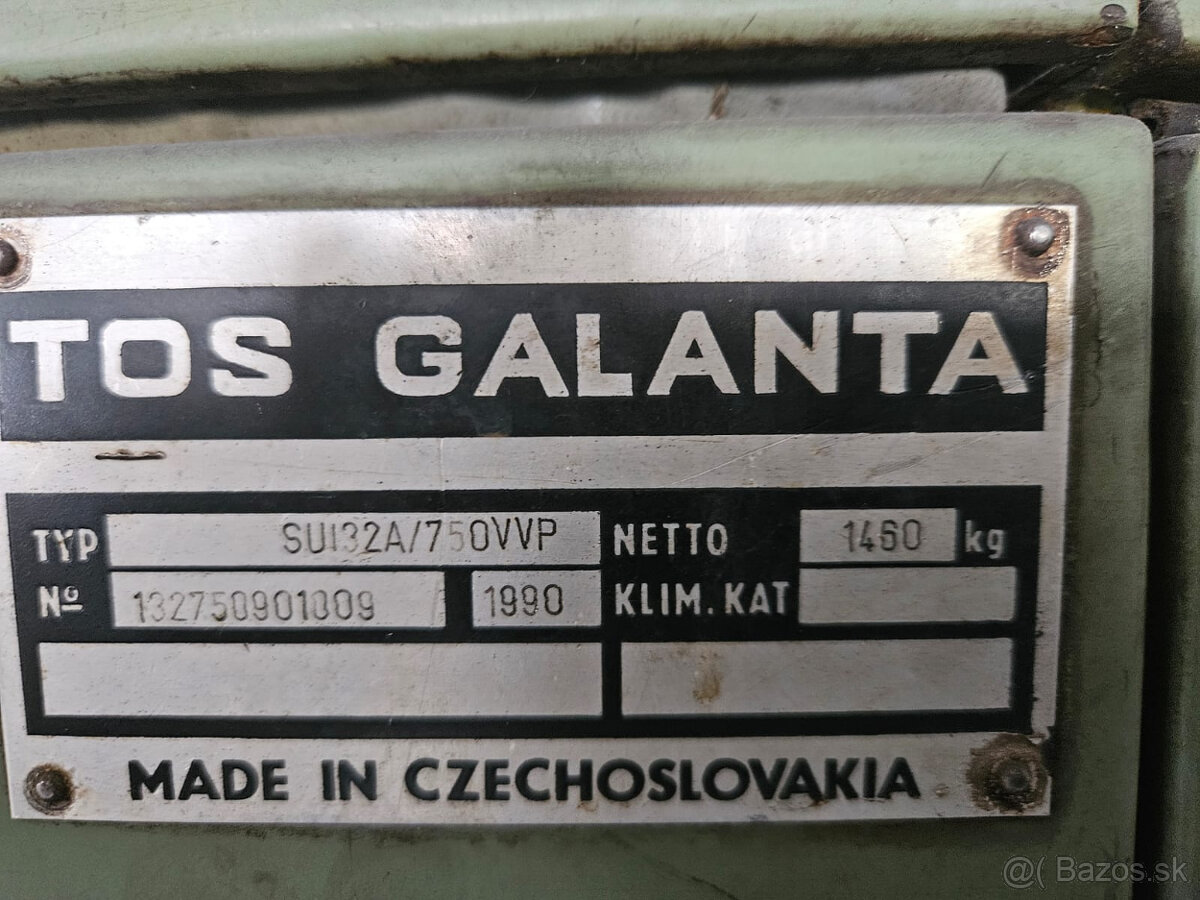 TOS GALANTA
TYP SUI32A/750VVP NETTO 1460 kg
Nº 132750901009 1990 KLIM. KAT
MADE IN CZECHOSLOVAKIA
@( Bazos.sk